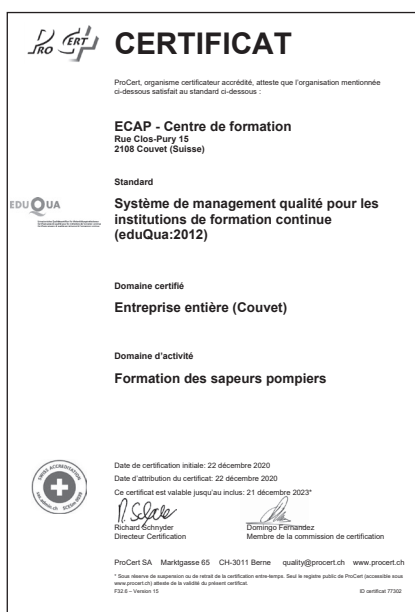 PRO CERT
CERTIFICAT
ProCert, organisme certificateur accrédité, atteste que l'organisation mentionnée
ci-dessous satisfait au standard ci-dessous :
ECAP - Centre de formation
Rue Clos-Pury 15
2108 Couvet (Suisse)
Standard
EDUQUA
Système de management qualité pour les
institutions de formation continue
(eduQua:2012)
Domaine certifié
Entreprise entière (Couvet)
Domaine d'activité
Formation des sapeurs pompiers
SWISS ACCREDITATION
Date de certification initiale: 22 décembre 2020
Date d'attribution du certificat: 22 décembre 2020
Ce certificat est valable jusqu'au inclus: 21 décembre 2023*
Richard Schnyder
Directeur Certification
Domingo Fernandez
Membre de la commission de certification
ProCert SA Marktgasse 65 CH-3011 Berne quality@procert.ch www.procert.ch
* Sous réserve de suspension ou de retrait de la certification entre-temps. Seul le registre public de ProCert (accessible sous
www.procert.ch) atteste de la validité du présent certificat.
F32.6 – Version 15 ID certificat 77302